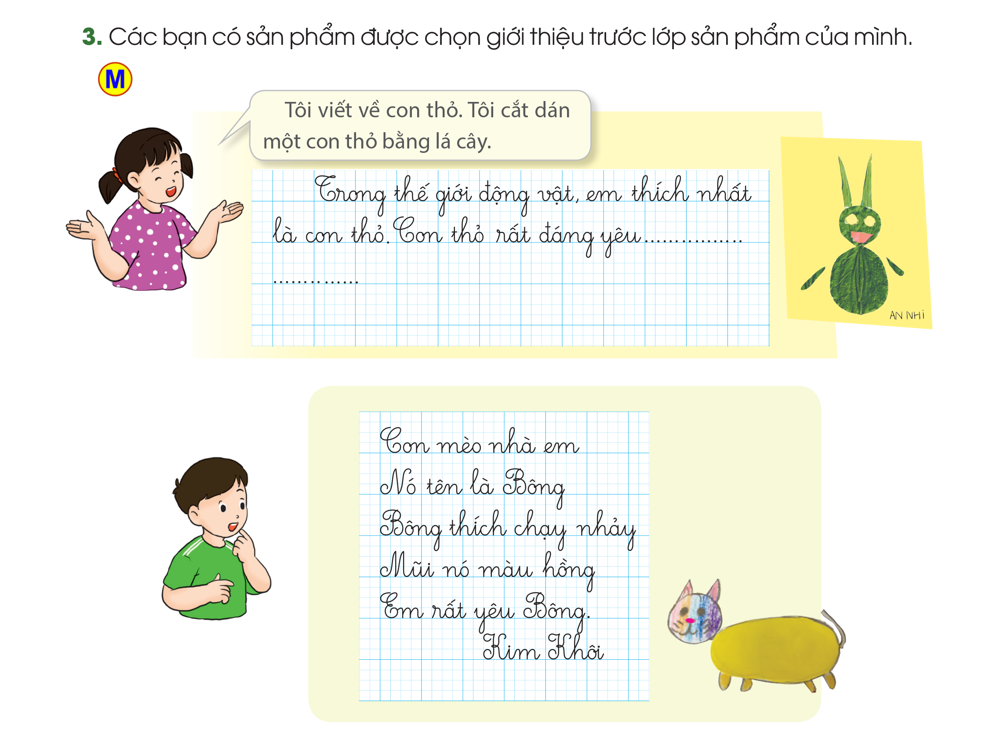 3. Các bạn có sản phẩm được chọn giới thiệu trước lớp sản phẩm của mình.
M
Tôi viết về con thỏ. Tôi cắt dán
một con thỏ bằng lá cây.
Trong thế giới động vật, em thích nhất
là con thỏ. Con thỏ rất đáng yêu...............
..............
AN NHi
Con mèo nhà em
Nó tên là Bông
Bông thích chạy nhảy
Mũi nó màu hồng
Em rất yêu Bông.
Kim Khôi